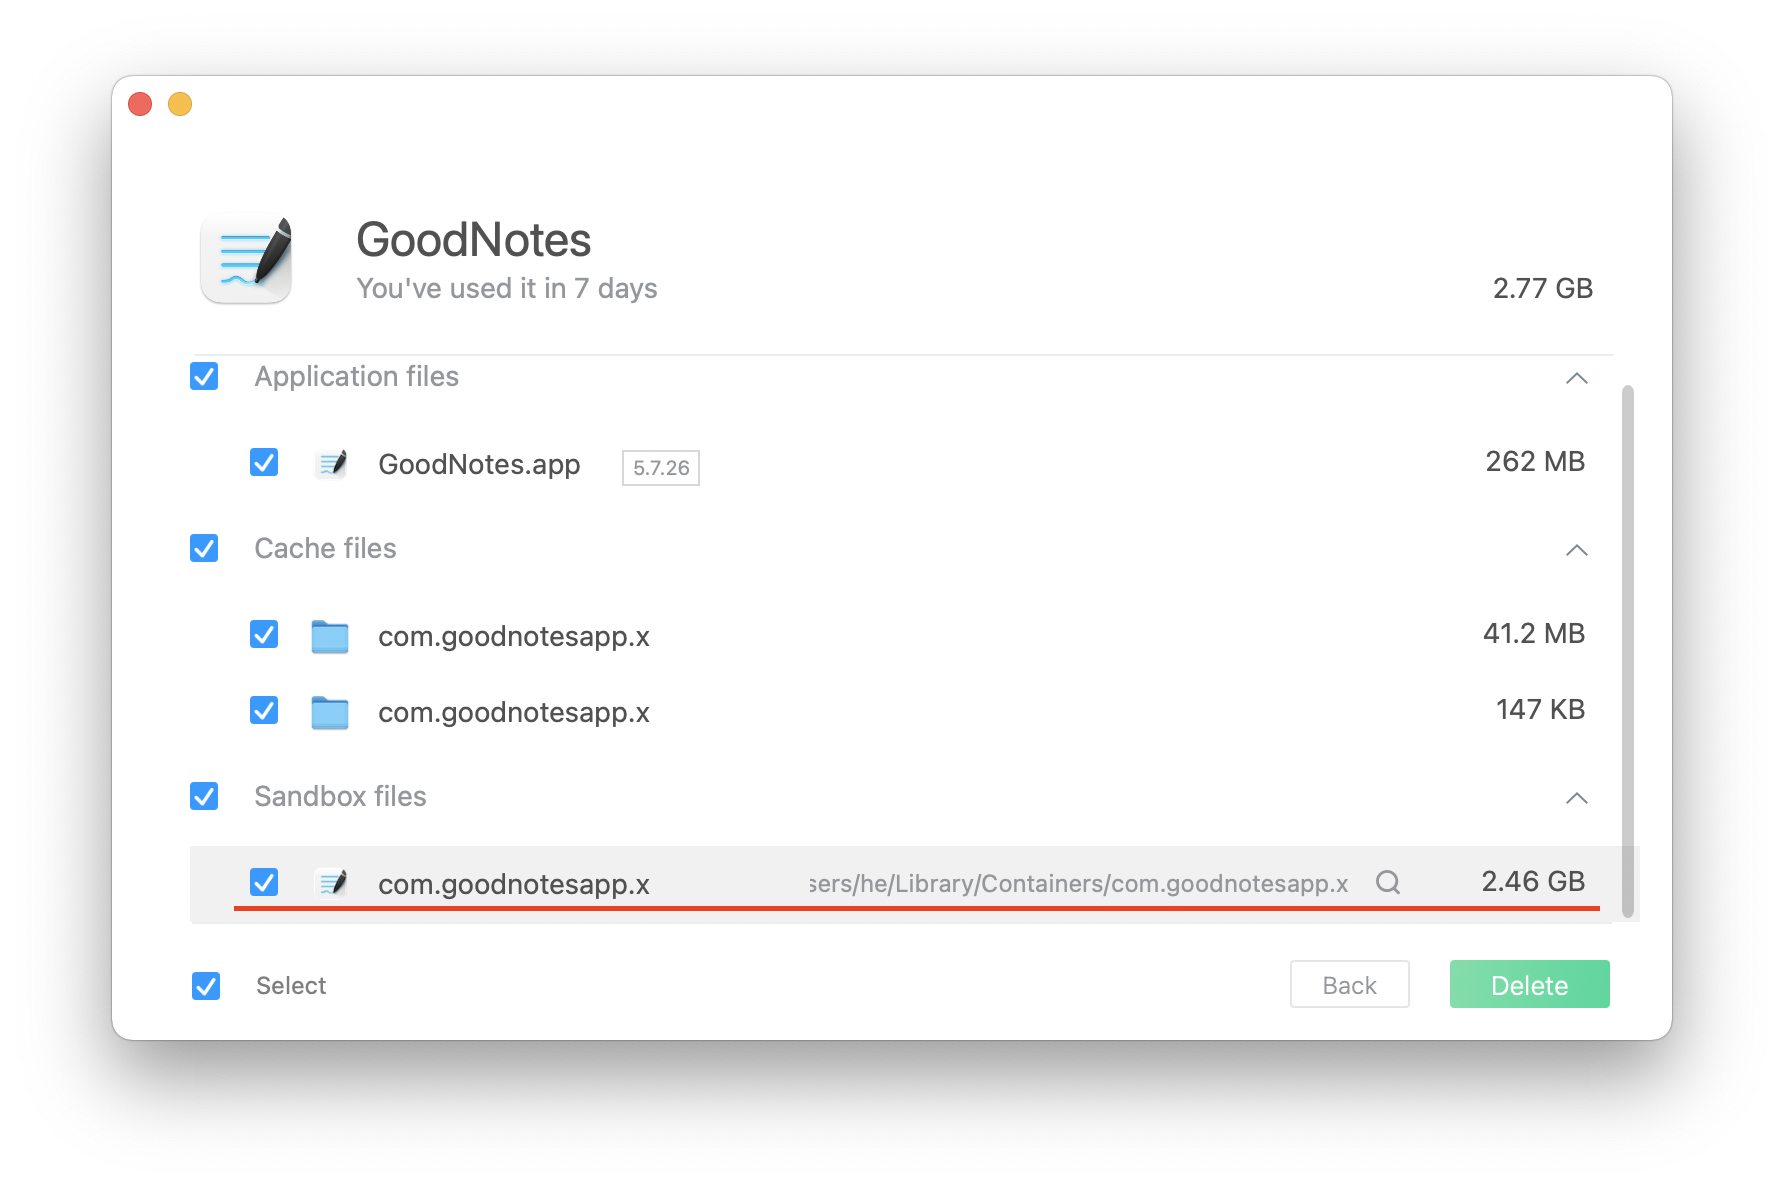 GoodNotes
You've used it in 7 days
2.77 GB
Application files
GoodNotes.app 5.7.26 262 MB
Cache files
com.goodnotesapp.x 41.2 MB
com.goodnotesapp.x 147 KB
Sandbox files
com.goodnotesapp.x sers/he/Library/Containers/com.goodnotesapp.x 2.46 GB
Select Back Delete